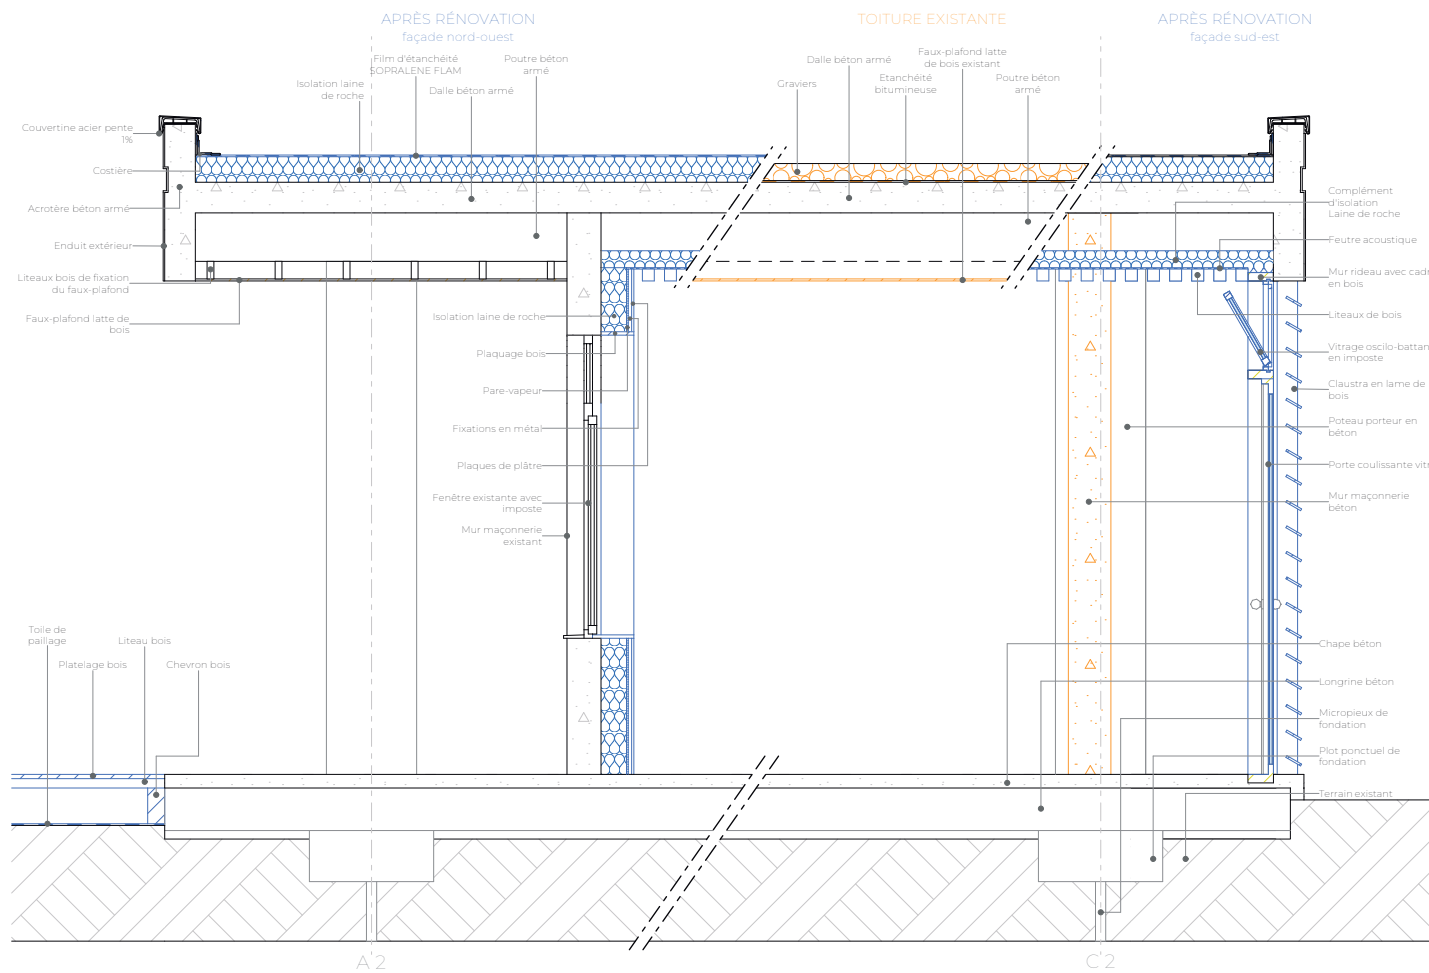 APRÈS RÉNOVATION
façade nord-ouest
TOITURE EXISTANTE
APRÈS RÉNOVATION
façade sud-est
Film d'étanchéité
SOPRALENE FLAM
Poutre béton
armé
Isolation laine
de roche
Dalle béton armé
Dalle béton armé
Faux-plafond latte
de bois existant
Graviers
Etanchéité
bitumineuse
Poutre béton
armé
Couvertine acier pente
1%
Costière
Acrotère béton armé
Enduit extérieur
Liteaux bois de fixation
du faux-plafond
Faux-plafond latte de
bois
Isolation laine de roche
Plaquage bois
Pare-vapeur
Fixations en métal
Plaques de plâtre
Fenêtre existante avec
imposte
Mur maçonnerie
existant
Complément
d'isolation
Laine de roche
Feutre acoustique
Mur rideau avec cadr
en bois
Liteaux de bois
Vitrage oscilo-battan
en imposte
Claustra en lame de
bois
Poteau porteur en
béton
Porte coulissante vitr
Mur maçonnerie
béton
Toile de
paillage
Liteau bois
Platelage bois
Chevron bois
Chape béton
Longrine béton
Micropieux de
fondation
Plot ponctuel de
fondation
Terrain existant
A 2
C 2